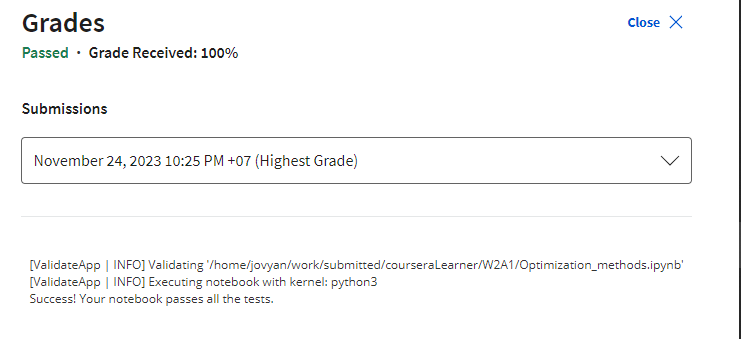 Grades
Close
Passed · Grade Received: 100%
Submissions
November 24, 2023 10:25 PM +07 (Highest Grade)
[ValidateApp | INFO] Validating '/home/jovyan/work/submitted/courseraLearner/W2A1/Optimization_methods.ipynb'
[ValidateApp | INFO] Executing notebook with kernel: python3
Success! Your notebook passes all the tests.